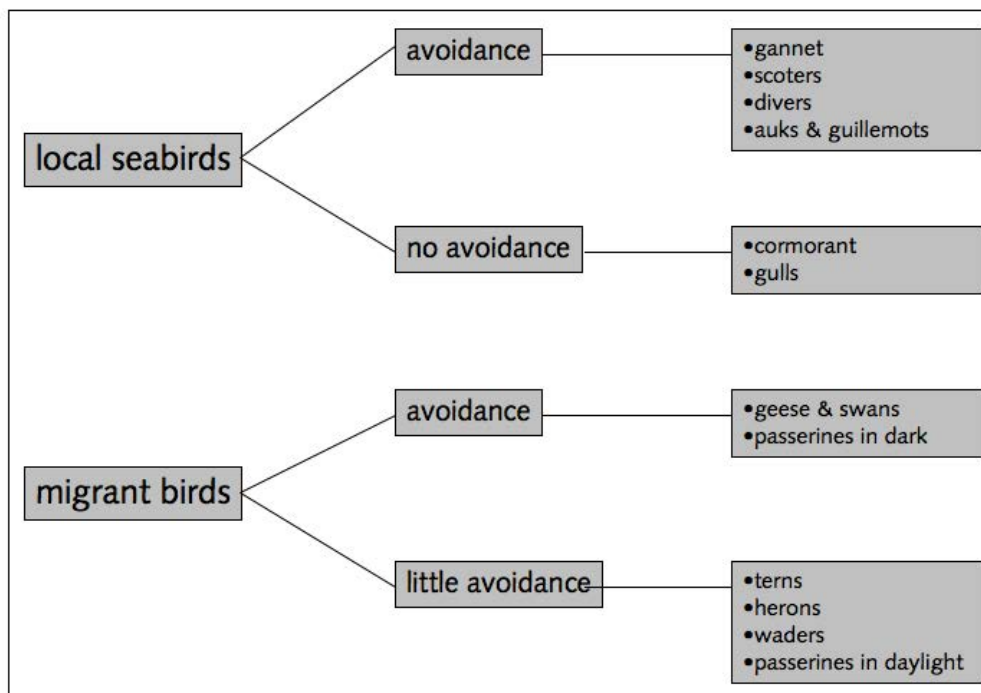 local seabirds
avoidance
•gannet
•scoters
•divers
•auks & guillemots
no avoidance
•cormorant
•gulls
migrant birds
avoidance
•geese & swans
•passerines in dark
little avoidance
•terns
•herons
•waders
•passerines in daylight